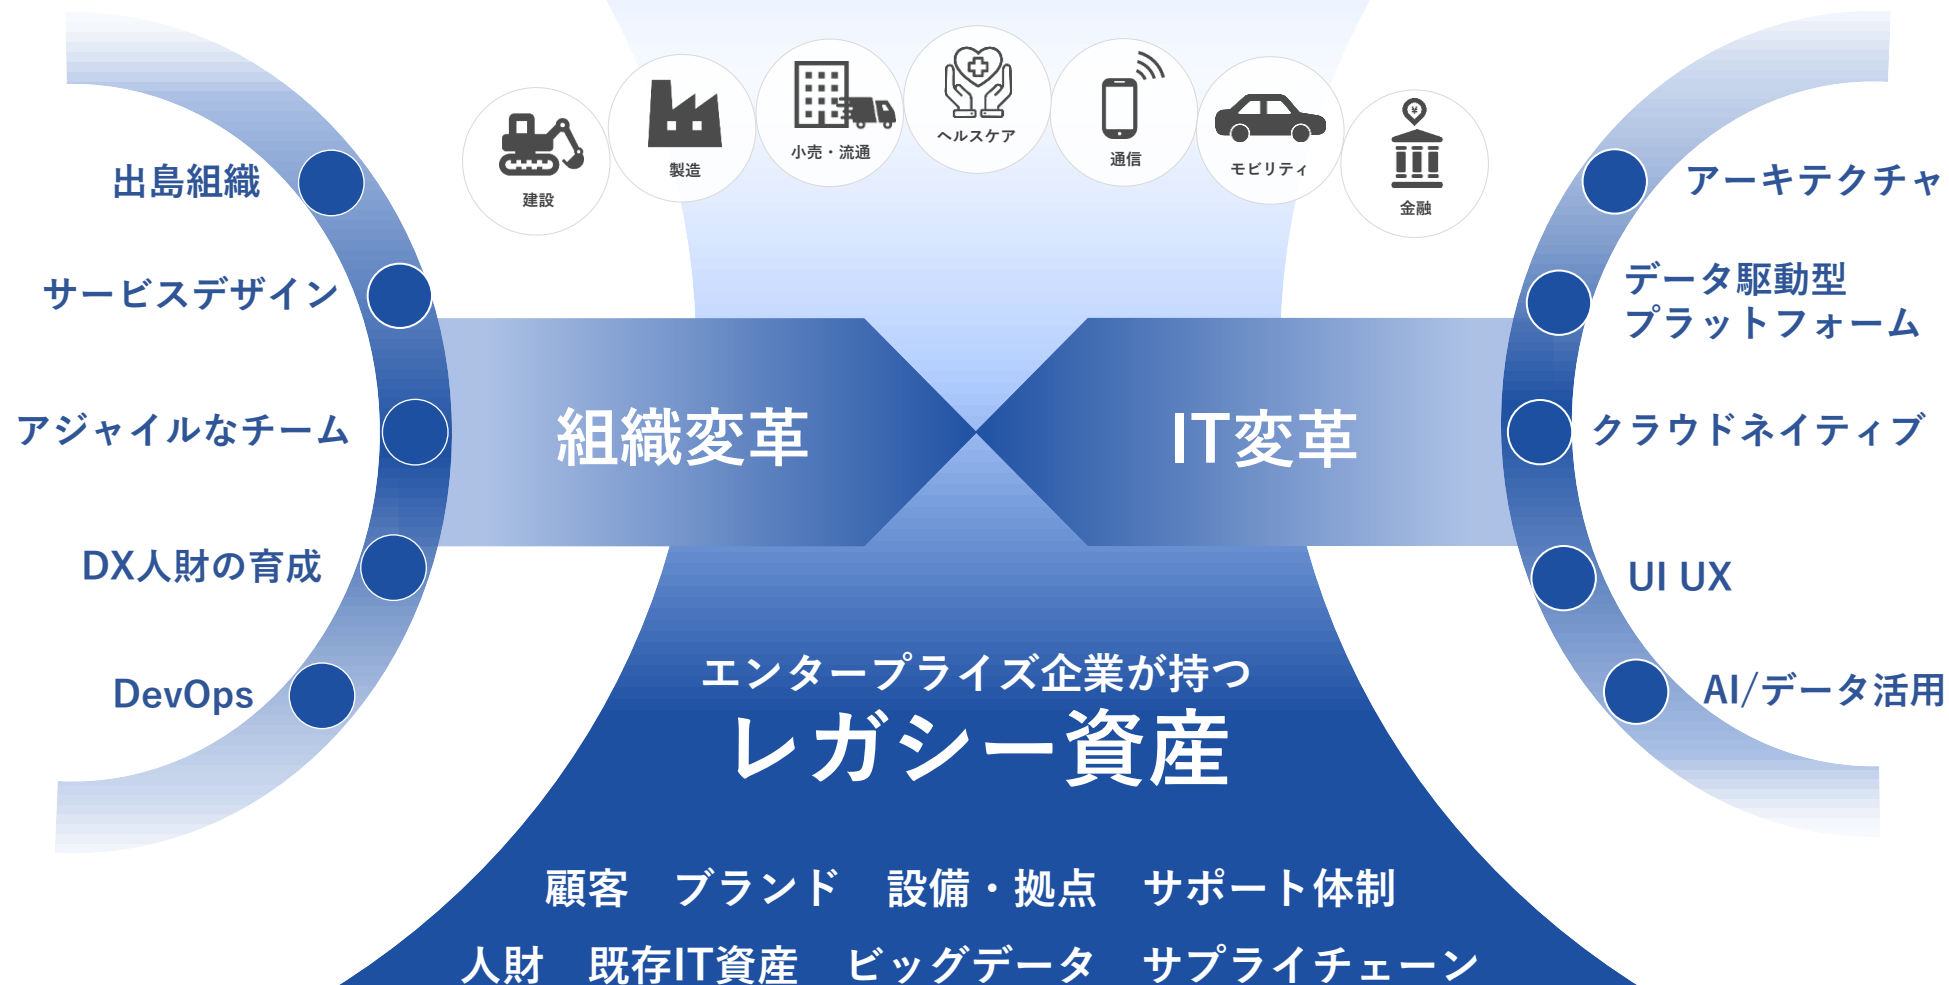 建設
製造
小売・流通
ヘルスケア
通信
モビリティ
金融
¥
出島組織
サービスデザイン
アジャイルなチーム
DX人財の育成
DevOps
組織変革
IT変革
アーキテクチャ
データ駆動型
プラットフォーム
クラウドネイティブ
UI UX
AI/データ活用
エンタープライズ企業が持つ
レガシー資産
顧客 ブランド 設備・拠点 サポート体制
人財 既存IT資産 ビッグデータ サプライチェーン